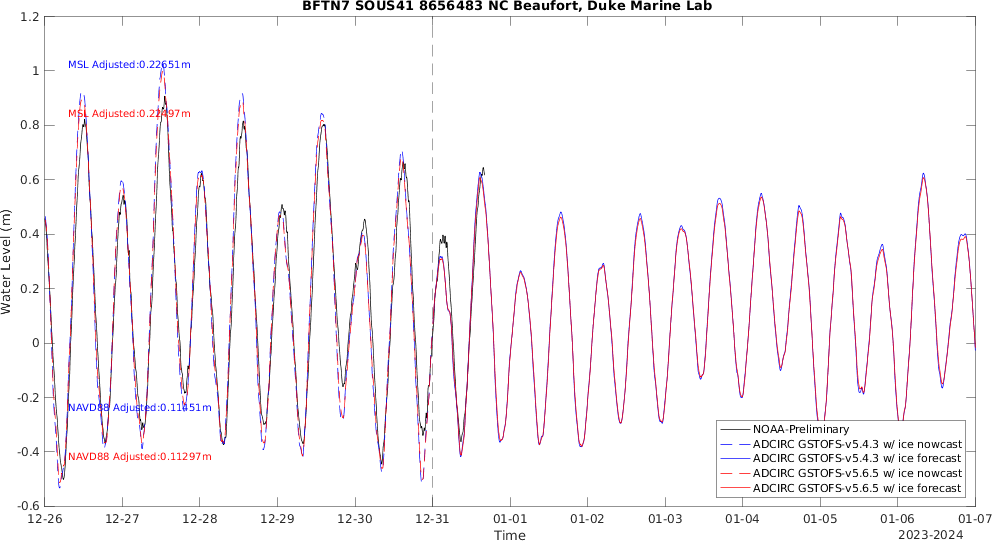 BFTN7 SOUS41 8656483 NC Beaufort, Duke Marine Lab
Water Level (m)
1.2
1
0.8
0.6
0.4
0.2
0
-0.2
-0.4
-0.6
MSL Adjusted:0.22651m
MSL Adjusted:0.22497m
NAVD88 Adjusted:0.11451m
NAVD88 Adjusted:0.11297m
NOAA-Preliminary
ADCIRC GSTOFS-v5.4.3 w/ ice nowcast
ADCIRC GSTOFS-v5.4.3 w/ ice forecast
ADCIRC GSTOFS-v5.6.5 w/ ice nowcast
ADCIRC GSTOFS-v5.6.5 w/ ice forecast
12-26 12-27 12-28 12-29 12-30 12-31 01-01 01-02 01-03 01-04 01-05 01-06 01-07
Time
2023-2024